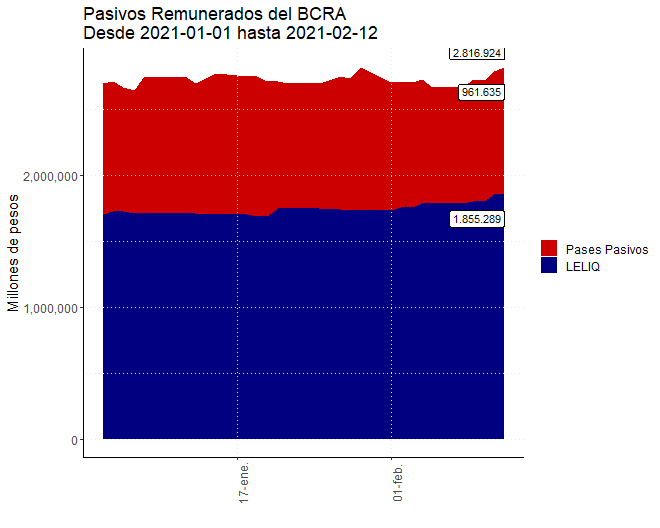 Pasivos Remunerados del BCRA
Desde 2021-01-01 hasta 2021-02-12
2.816.924
961.635
2,000,000
1.855.289
Millones de pesos
Pases Pasivos
LELIQ
1,000,000
0
17-ene.
01-feb.